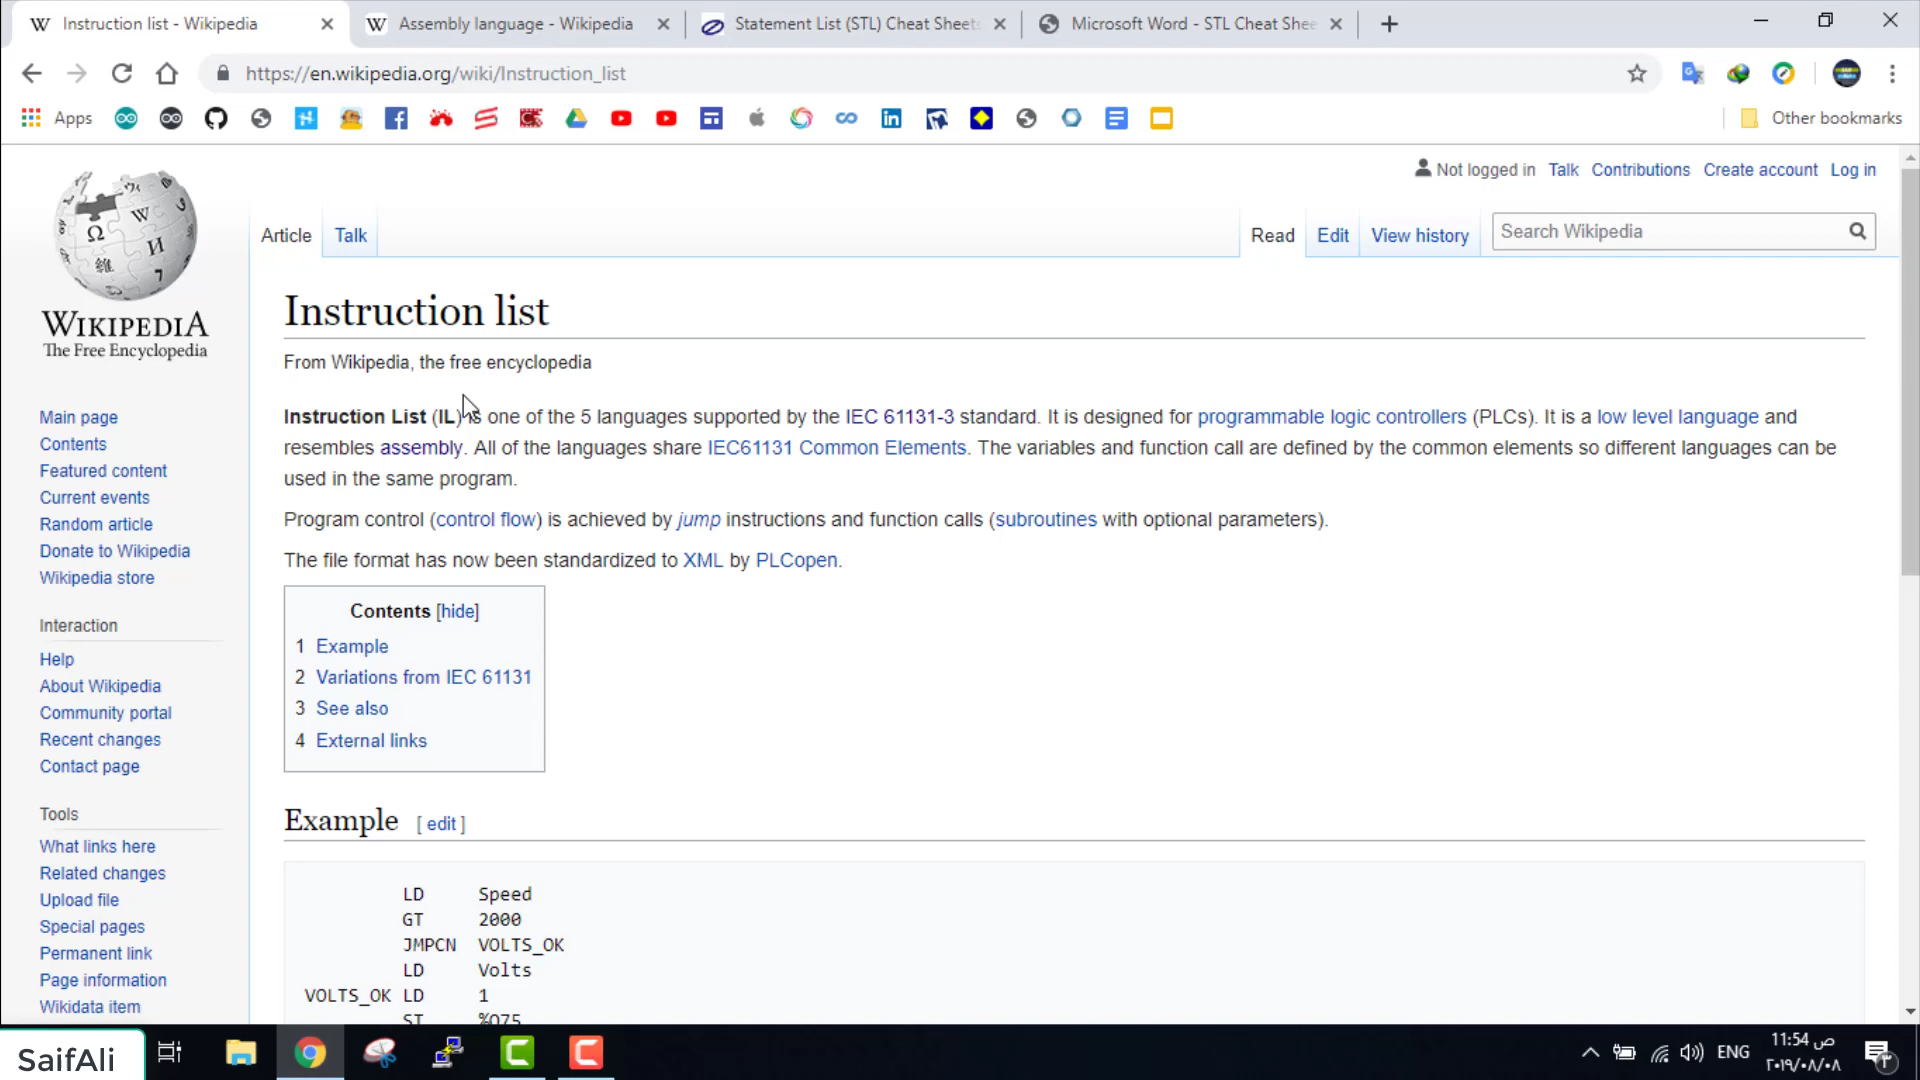 Instruction list - Wikipedia
Assembly language - Wikipedia
Statement List (STL) Cheat Sheets
Microsoft Word - STL Cheat Shee
https://en.wikipedia.org/wiki/Instruction_list
Apps
Other bookmarks
Not logged in Talk Contributions Create account Log in
Article Talk Read Edit View history Search Wikipedia
WIKIPEDIA
The Free Encyclopedia
Instruction list
From Wikipedia, the free encyclopedia
Instruction List (IL) is one of the 5 languages supported by the IEC 61131-3 standard. It is designed for programmable logic controllers (PLCs). It is a low level language and
resembles assembly. All of the languages share IEC61131 Common Elements. The variables and function call are defined by the common elements so different languages can be
used in the same program.
Program control (control flow) is achieved by jump instructions and function calls (subroutines with optional parameters).
The file format has now been standardized to XML by PLCopen.
Contents [hide]
1 Example
2 Variations from IEC 61131
3 See also
4 External links
Example [ edit ]
LD Speed
GT 2000
JMPCN VOLTS_OK
LD Volts
VOLTS_OK LD 1
ST %Q75
Main page
Contents
Featured content
Current events
Random article
Donate to Wikipedia
Wikipedia store
Interaction
Help
About Wikipedia
Community portal
Recent changes
Contact page
Tools
What links here
Related changes
Upload file
Special pages
Permanent link
Page information
Wikidata item
SaifAli
ENG
11:54 ص
٢٠١٩/٠٨/٠٨
٣